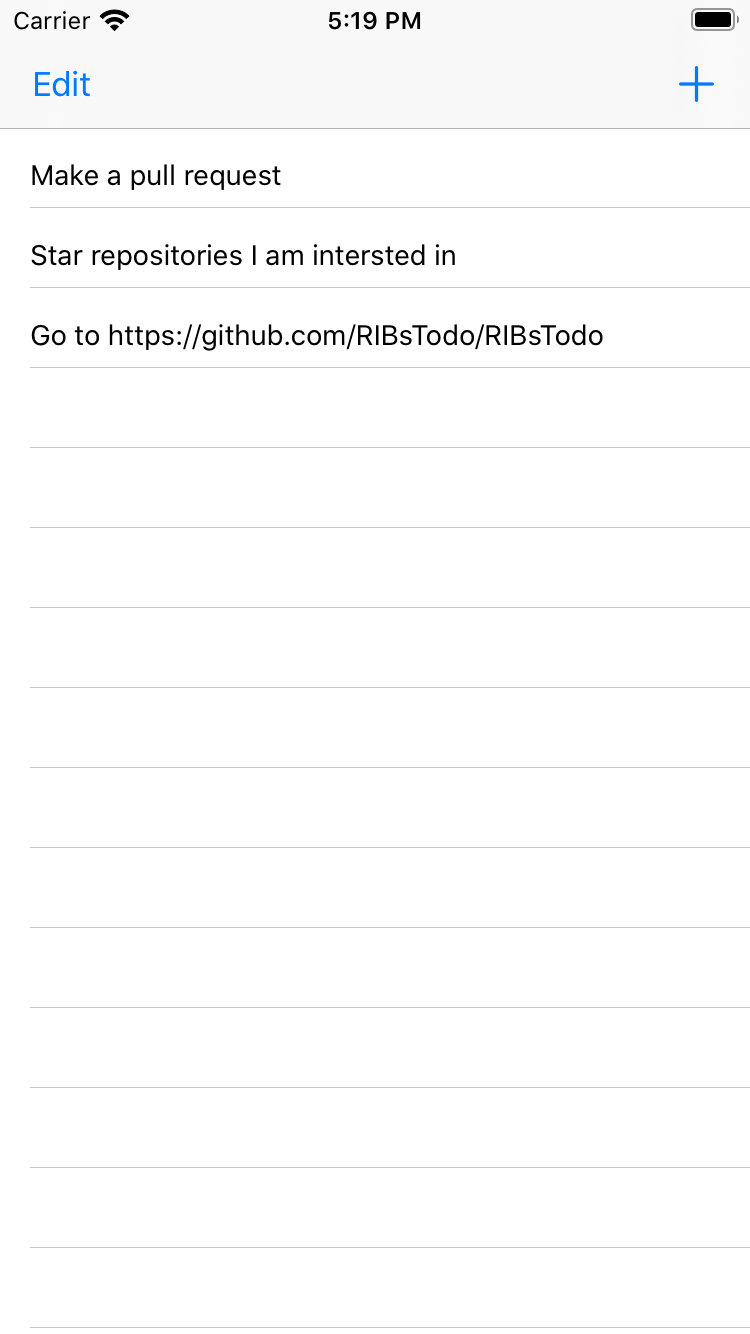 Carrier 5:19 PM
Edit +
Make a pull request
Star repositories I am intersted in
Go to https://github.com/RIBsTodo/RIBsTodo